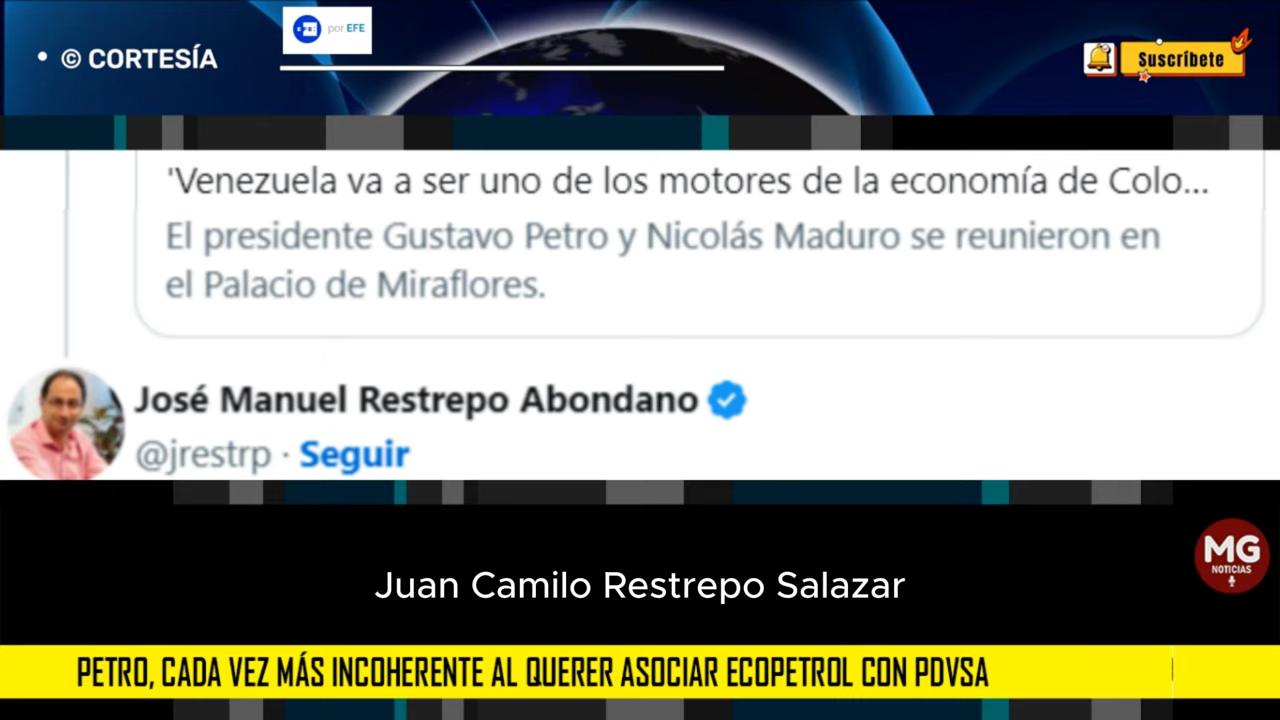 • © CORTESÍA
por EFE
Suscríbete
'Venezuela va a ser uno de los motores de la economía de Colo...
El presidente Gustavo Petro y Nicolás Maduro se reunieron en
el Palacio de Miraflores.
José Manuel Restrepo Abondano
@jrestrp · Seguir
MG
NOTICIAS
Juan Camilo Restrepo Salazar
PETRO, CADA VEZ MÁS INCOHERENTE AL QUERER ASOCIAR ECOPETROL CON PDVSA